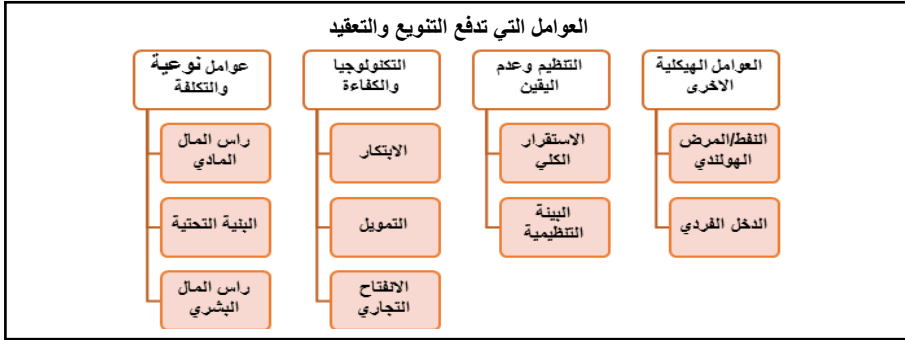 العوامل التي تدفع التنويع والتعقيد
العوامل الهيكلية
الاخرى
النفط/المرض
الهولندي
الدخل الفردي
التنظيم وعدم
اليقين
الاستقرار
الكلي
البيئة
التنظيمية
التكنولوجيا
والكفاءة
الابتكار
التمويل
الانفتاح
التجاري
عوامل نوعية
والتكلفة
راس المال
المادي
البنية التحتية
راس المال
البشري